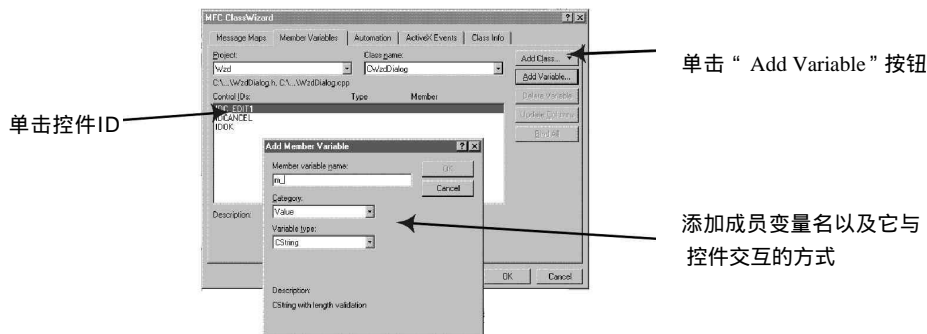 MFC ClassWizard
Message Maps Member Variables Automation ActiveX Events Class Info
Project: Class name:
Wzd CWzdDialog
Add Class...
Add Variable...
C:\...\WzdDialog.h, C:\...\WzdDialog.cpp
Control IDs: Type Member
Delete Variable
IDC_EDIT1
IDCANCEL
IDOK
Update Columns
Bind All
单击“ Add Variable”按钮
单击控件ID
Add Member Variable
Member variable name:
m_
OK
Cancel
Category:
Value
Variable type:
CString
Description:
添加成员变量名以及它与
控件交互的方式
OK Cancel
Description:
CString with length validation